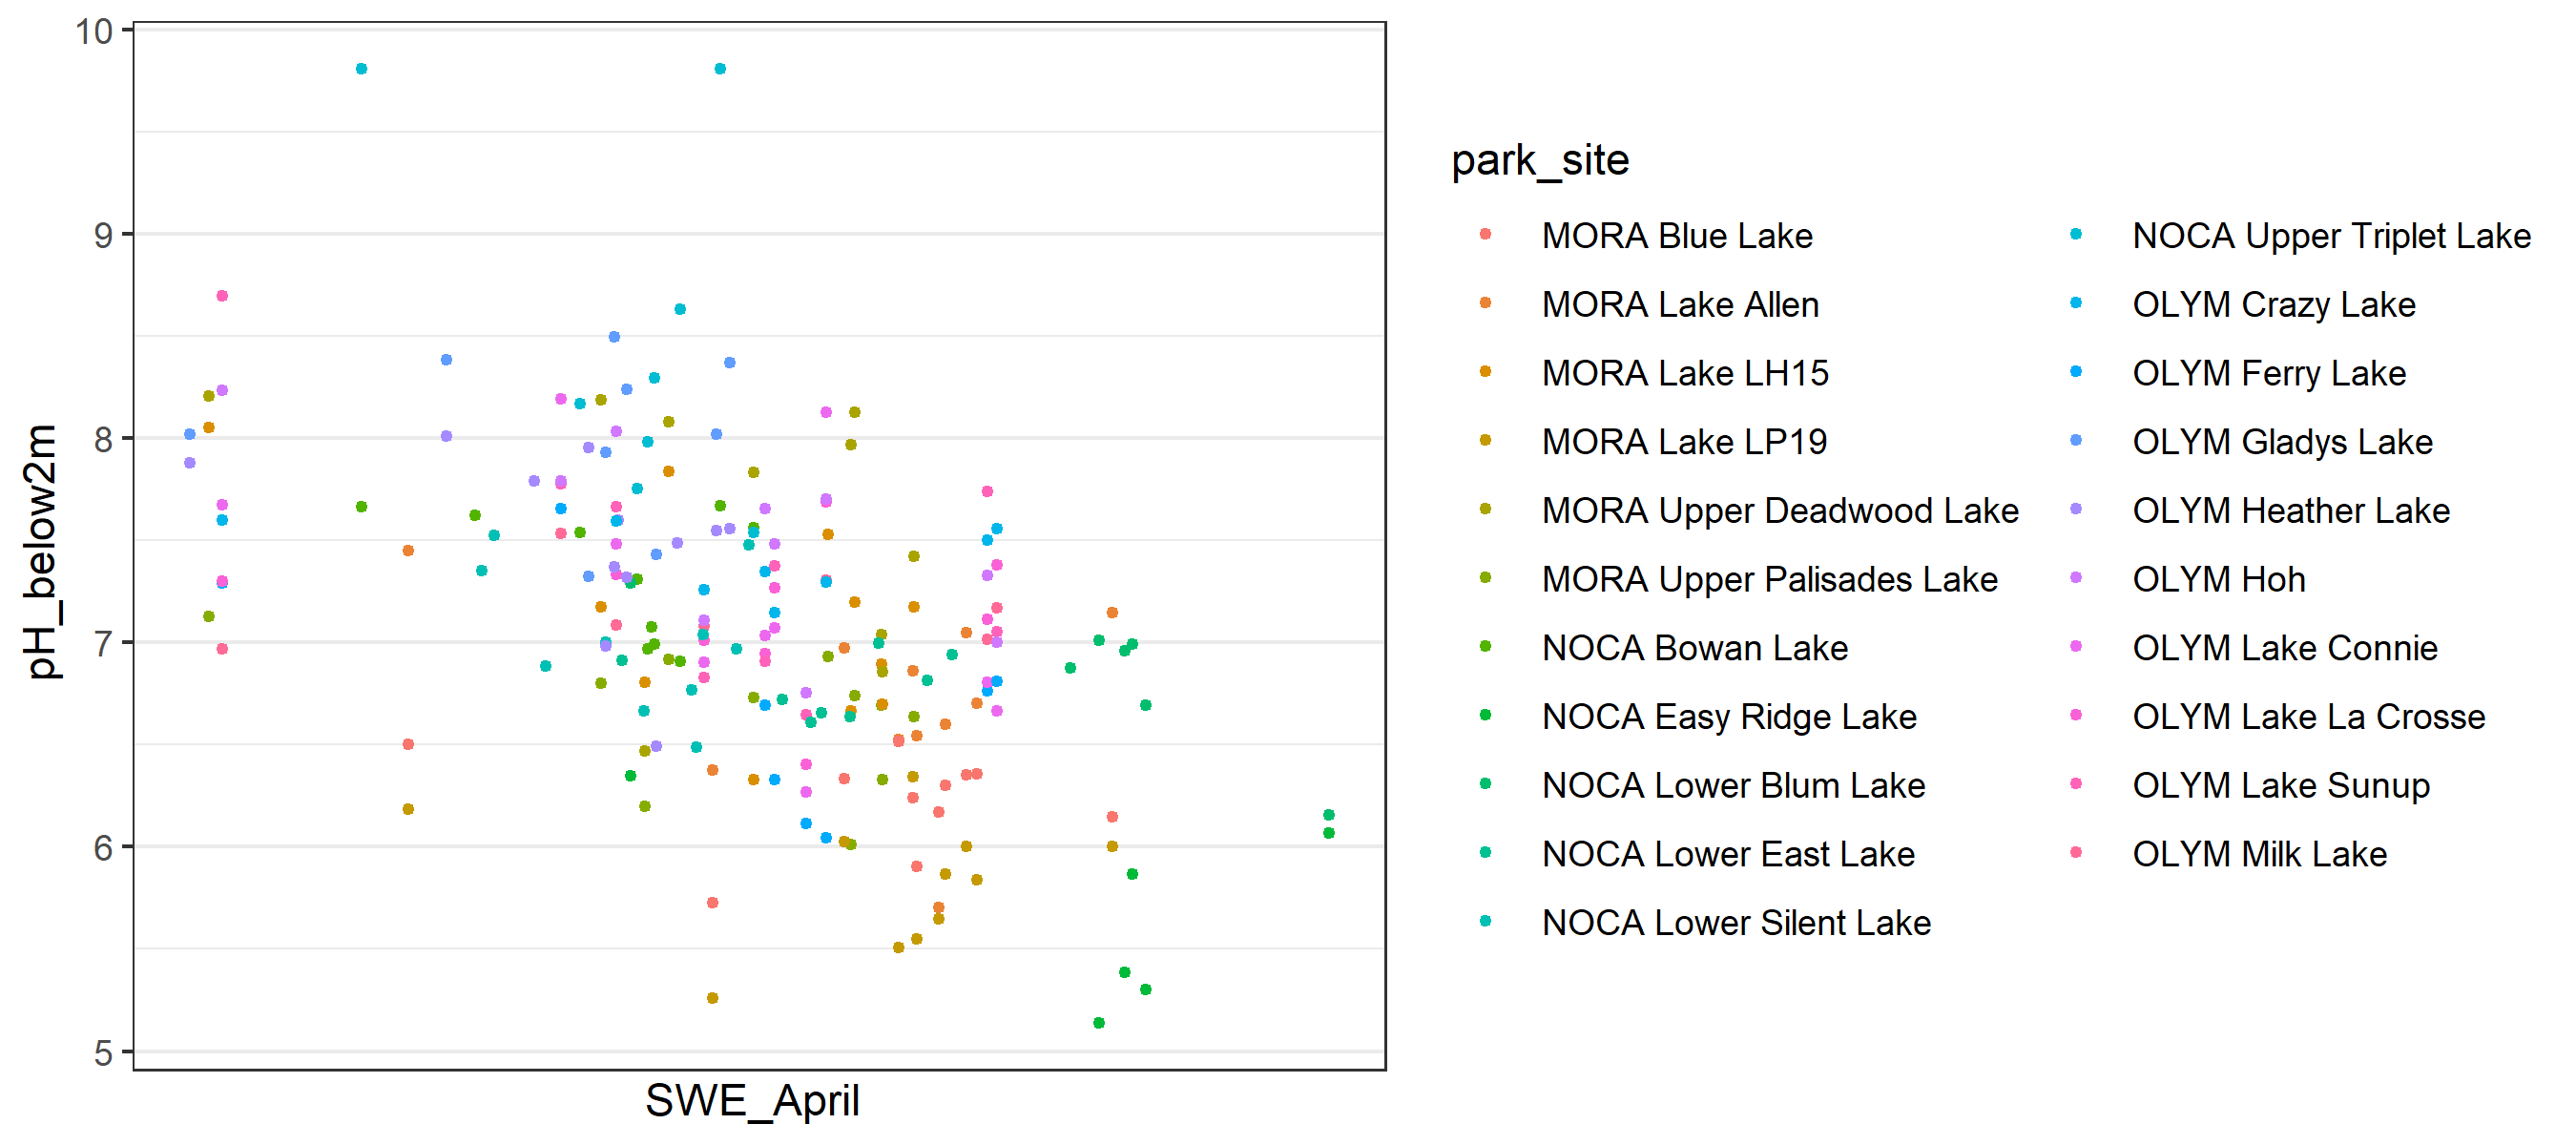 10
9
8
7
6
5
pH_below2m
SWE_April
park_site
MORA Blue Lake
MORA Lake Allen
MORA Lake LH15
MORA Lake LP19
MORA Upper Deadwood Lake
MORA Upper Palisades Lake
NOCA Bowan Lake
NOCA Easy Ridge Lake
NOCA Lower Blum Lake
NOCA Lower East Lake
NOCA Lower Silent Lake
NOCA Upper Triplet Lake
OLYM Crazy Lake
OLYM Ferry Lake
OLYM Gladys Lake
OLYM Heather Lake
OLYM Hoh
OLYM Lake Connie
OLYM Lake La Crosse
OLYM Lake Sunup
OLYM Milk Lake